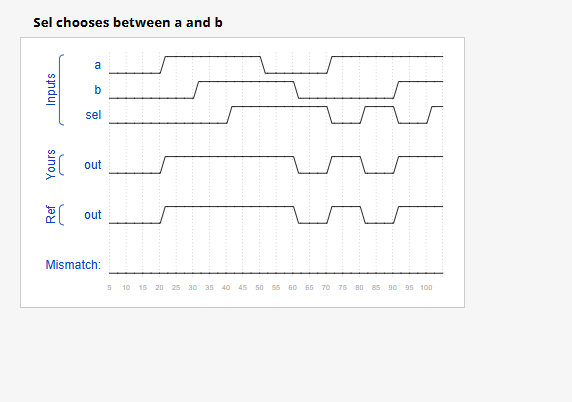 Sel chooses between a and b
Inputs
a
b
sel
Yours
out
Ref
out
Mismatch:
5 10 15 20 25 30 35 40 45 50 55 60 65 70 75 80 85 90 95 100